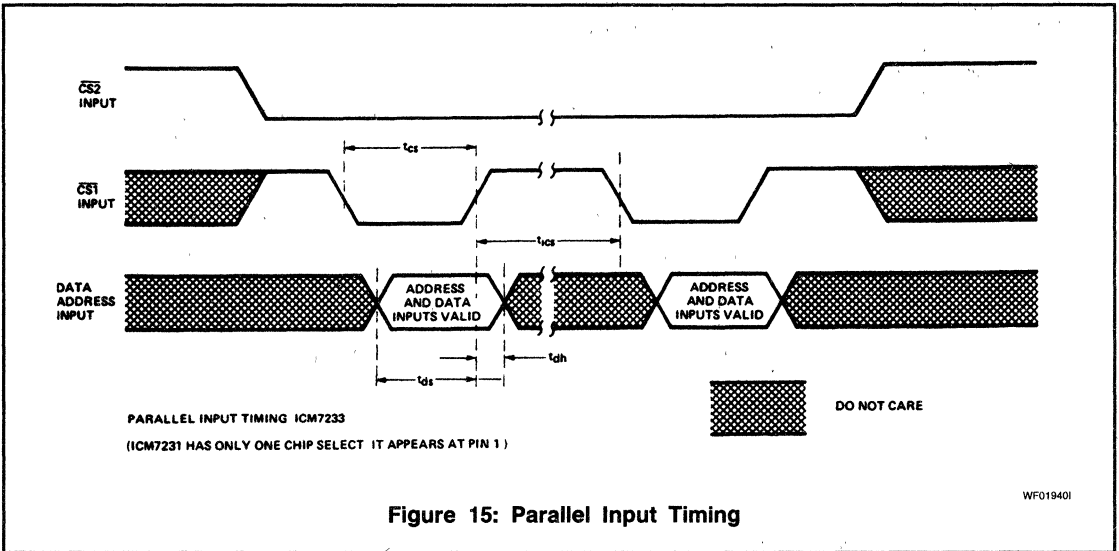 CS2
INPUT
tcs
CS1
INPUT
tics
DATA
ADDRESS
INPUT
ADDRESS
AND DATA
INPUTS VALID
ADDRESS
AND DATA
INPUTS VALID
tdh
tds
DO NOT CARE
PARALLEL INPUT TIMING ICM7233
(ICM7231 HAS ONLY ONE CHIP SELECT IT APPEARS AT PIN 1)
WF01940I
Figure 15: Parallel Input Timing